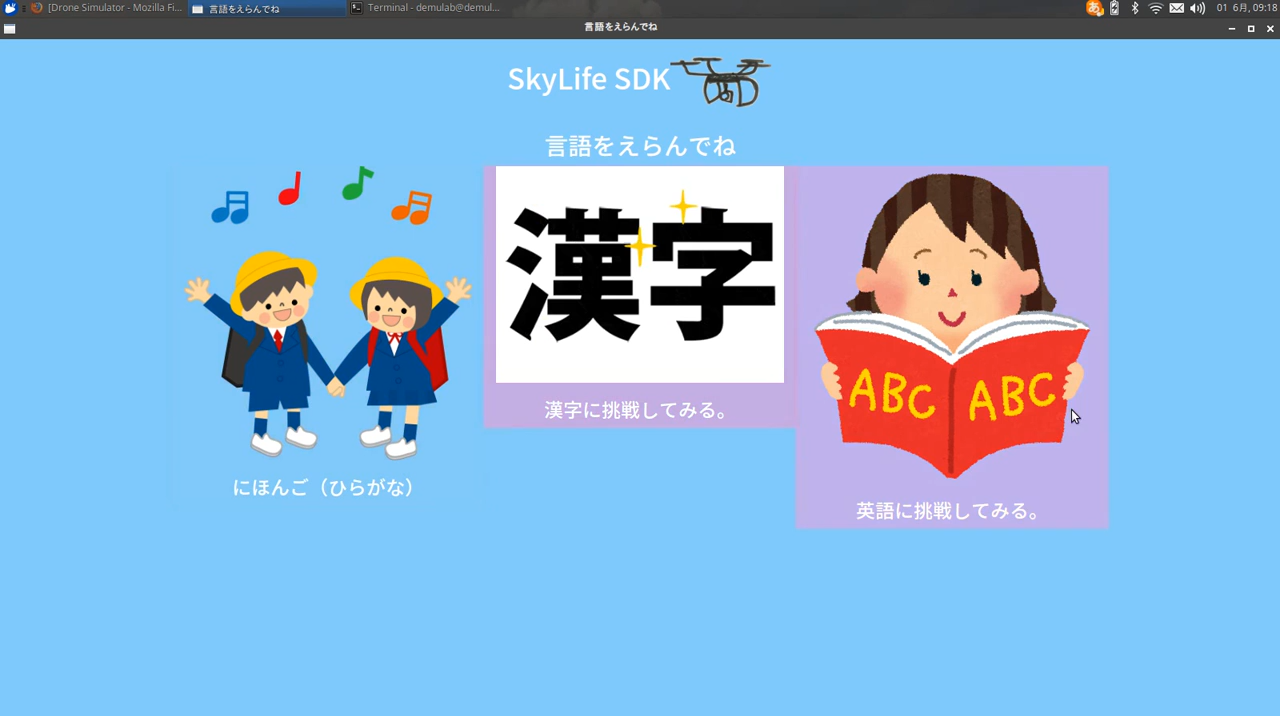 [Drone Simulator - Mozilla Fi...
言語をえらんでね
Terminal - demulab@demul...
あ
01 6月, 09:18
言語をえらんでね
SkyLife SDK
言語をえらんでね
漢字
ABC ABC
にほんご（ひらがな）
漢字に挑戦してみる。
英語に挑戦してみる。